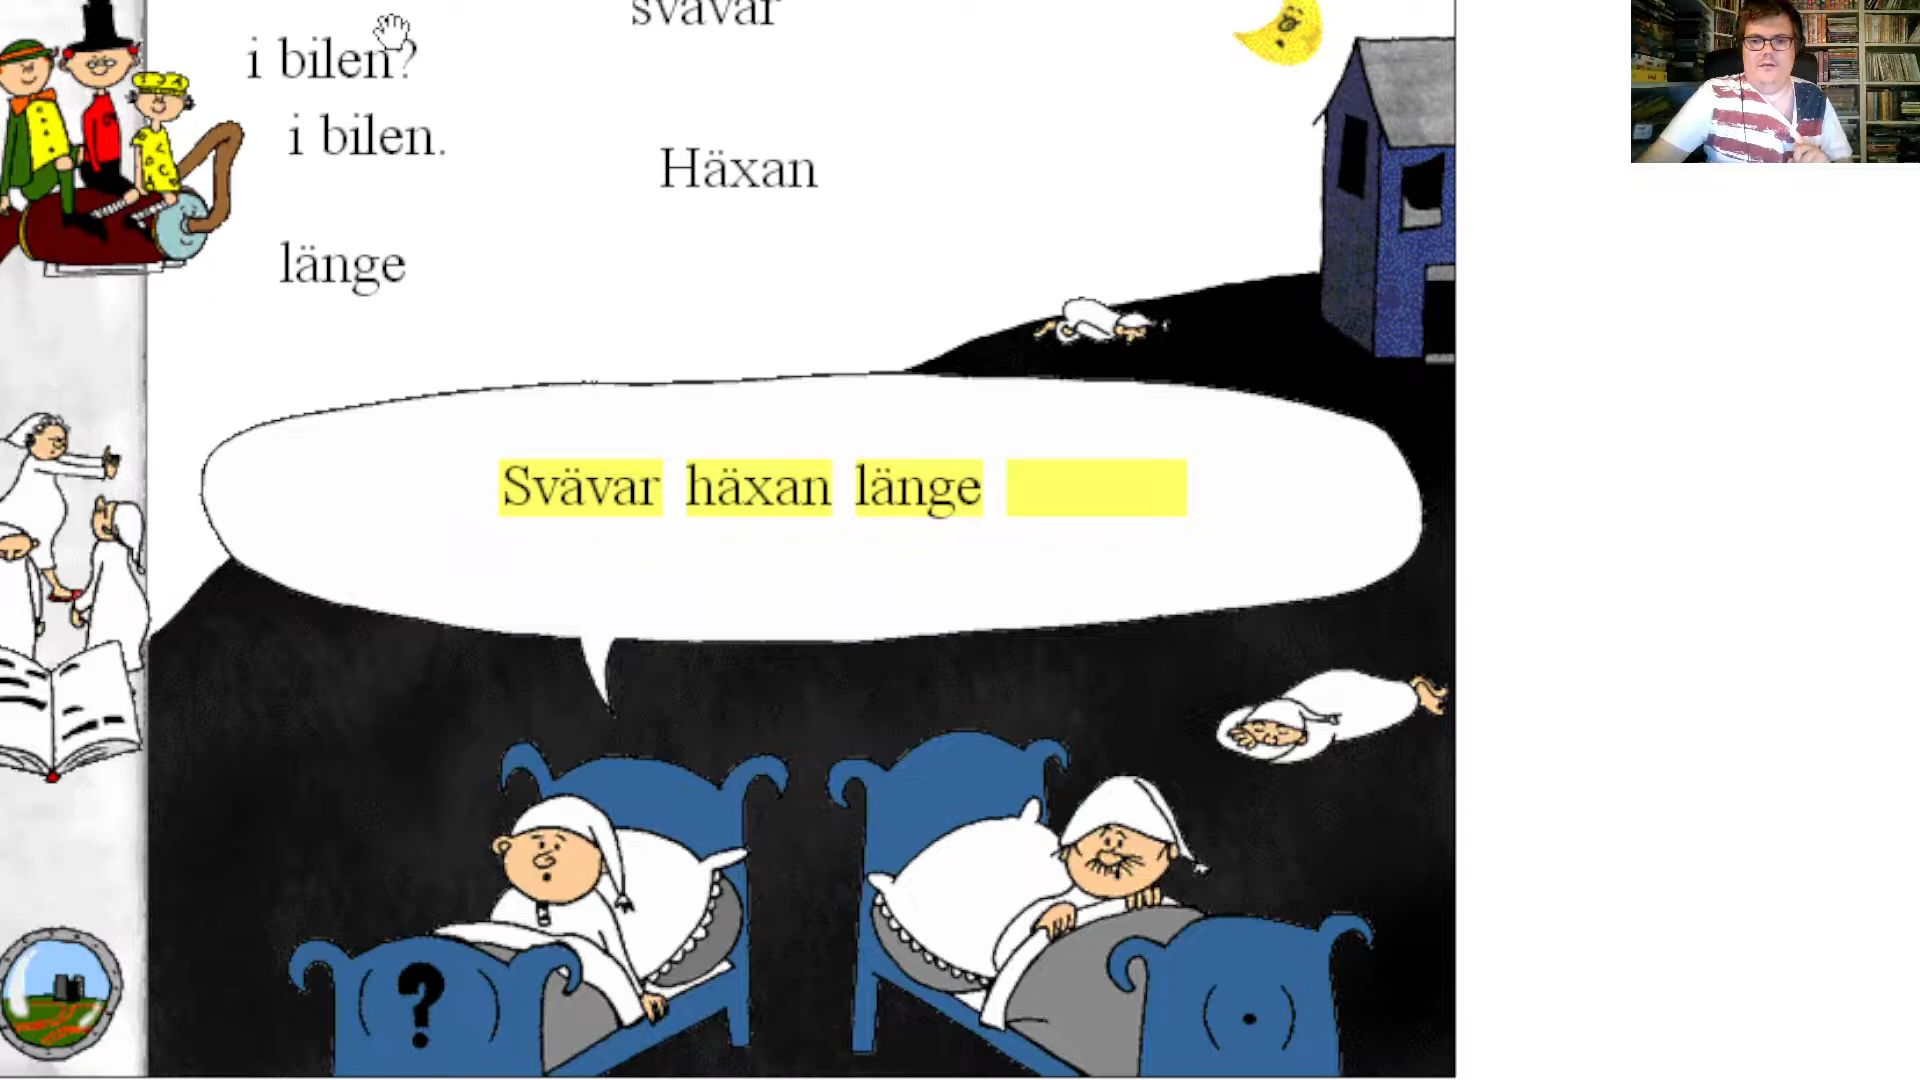 svävar
i bilen?
i bilen.
Häxan
länge
Svävar häxan länge
?
.